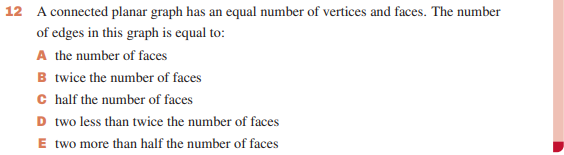 12 A connected planar graph has an equal number of vertices and faces. The number
of edges in this graph is equal to:
A the number of faces
B twice the number of faces
C half the number of faces
D two less than twice the number of faces
E two more than half the number of faces